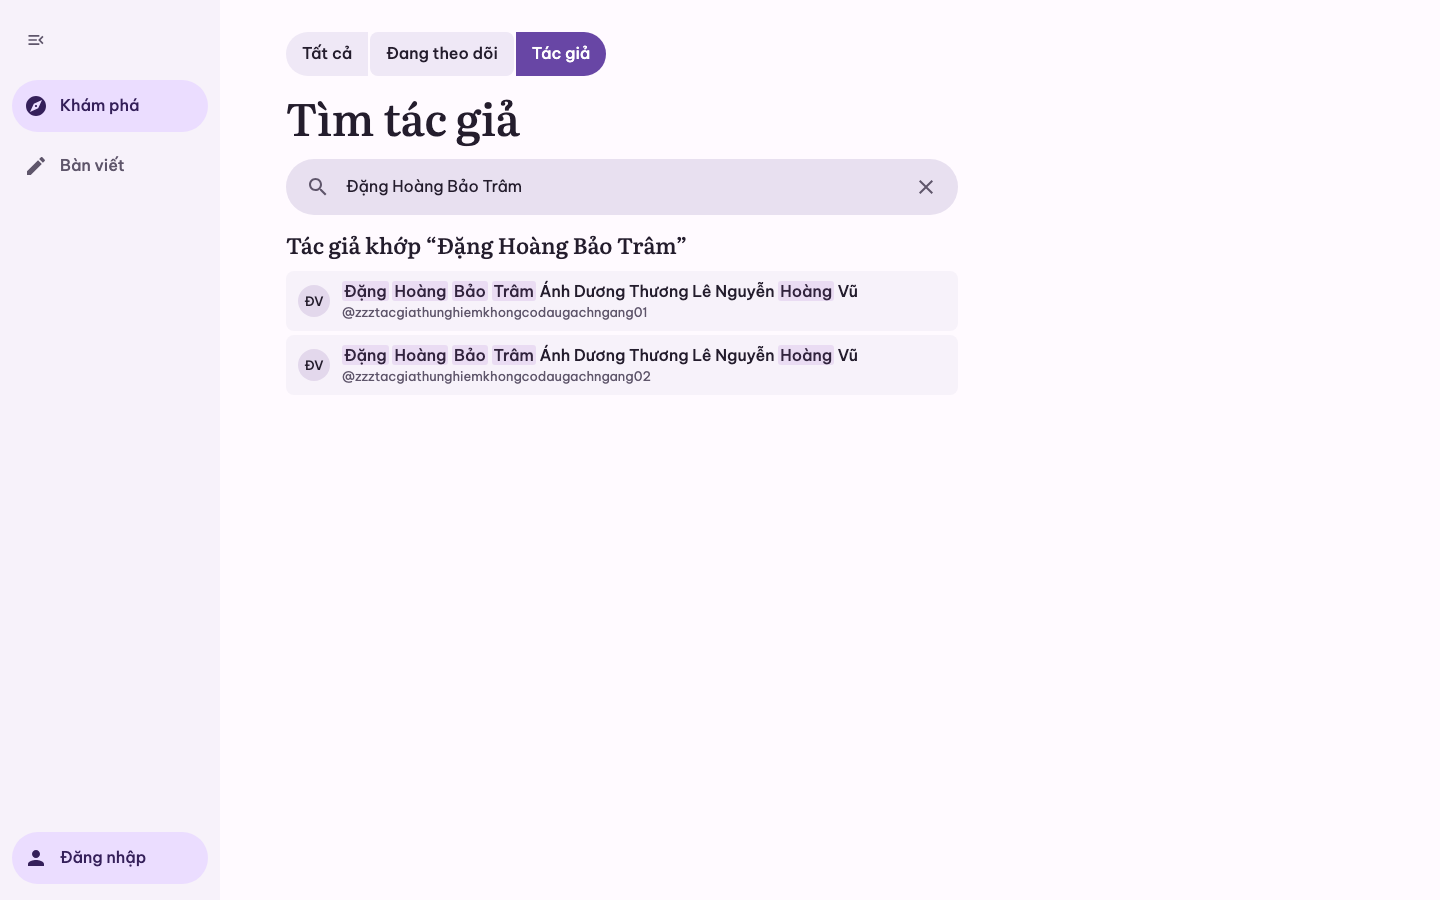 Khám phá
Bàn viết
Đăng nhập
Tất cả
Đang theo dõi
Tác giả
Tìm tác giả
Đặng Hoàng Bảo Trâm
Tác giả khớp “Đặng Hoàng Bảo Trâm”
ĐV
Đặng Hoàng Bảo Trâm Ánh Dương Thương Lê Nguyễn Hoàng Vũ
@zzztacgiathunghiemkhongcodaugachngang01
ĐV
Đặng Hoàng Bảo Trâm Ánh Dương Thương Lê Nguyễn Hoàng Vũ
@zzztacgiathunghiemkhongcodaugachngang02